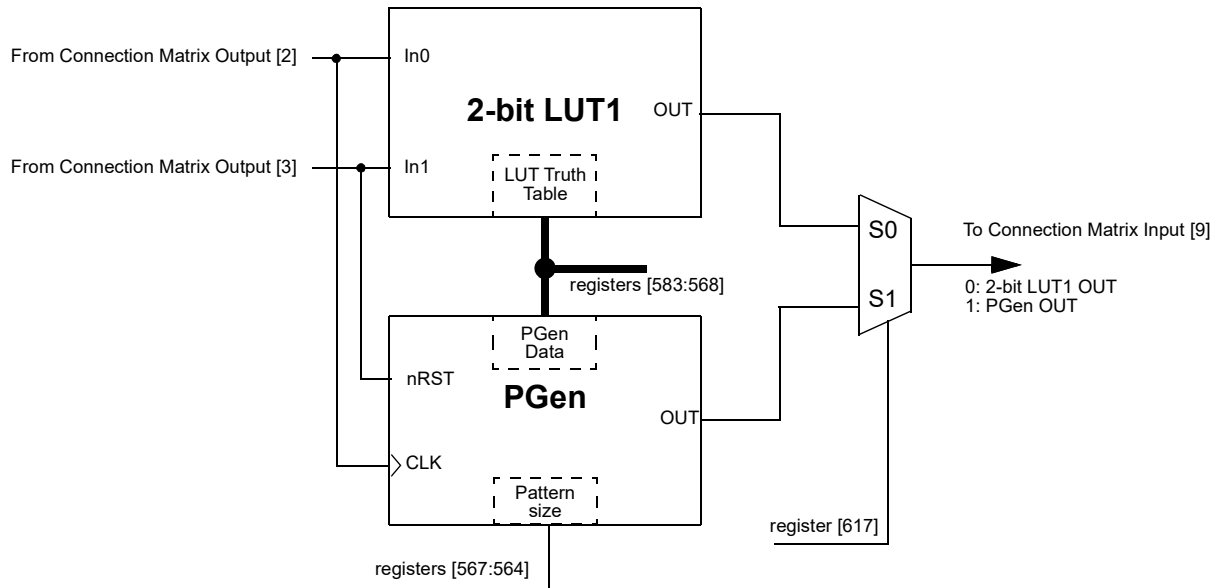 From Connection Matrix Output [2]
In0
2-bit LUT1
OUT
From Connection Matrix Output [3]
In1
LUT Truth
Table
S0
To Connection Matrix Input [9]
registers [583:568]
0: 2-bit LUT1 OUT
S1
1: PGen OUT
PGen
Data
nRST
PGen
OUT
CLK
Pattern
size
register [617]
registers [567:564]